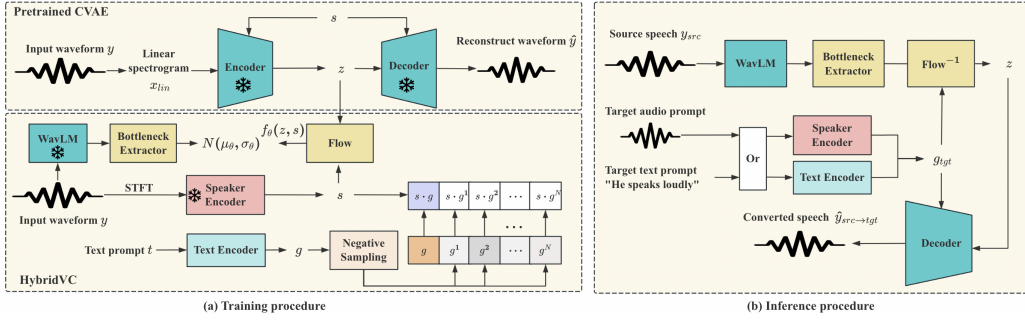 Pretrained CVAE
s
Input waveform y
Linear
spectrogram
x_lin
Encoder
z
Decoder
Reconstruct waveform ŷ
WavLM
Bottleneck
Extractor
N(μ_θ, σ_θ)
f_θ(z, s)
Flow
Input waveform y
STFT
Speaker
Encoder
s
s · g
s · g^1
s · g^2
···
s · g^N
···
Text prompt t
Text Encoder
g
Negative
Sampling
g
g^1
g^2
···
g^N
HybridVC
(a) Training procedure
Source speech y_src
WavLM
Bottleneck
Extractor
Flow^−1
z
Target audio prompt
Target text prompt
"He speaks loudly"
Or
Speaker
Encoder
Text Encoder
g_tgt
Converted speech ŷ_src→tgt
Decoder
(b) Inference procedure